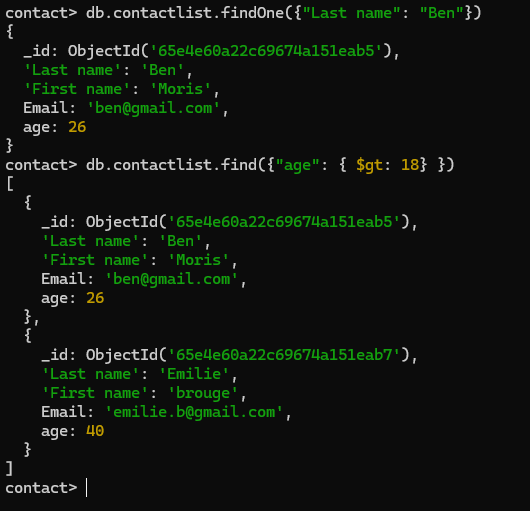 contact> db.contactlist.findOne({"Last name": "Ben"})
{
  _id: ObjectId('65e4e60a22c69674a151eab5'),
  'Last name': 'Ben',
  'First name': 'Moris',
  Email: 'ben@gmail.com',
  age: 26
}
contact> db.contactlist.find({"age": { $gt: 18} })
[
  {
    _id: ObjectId('65e4e60a22c69674a151eab5'),
    'Last name': 'Ben',
    'First name': 'Moris',
    Email: 'ben@gmail.com',
    age: 26
  },
  {
    _id: ObjectId('65e4e60a22c69674a151eab7'),
    'Last name': 'Emilie',
    'First name': 'brouge',
    Email: 'emilie.b@gmail.com',
    age: 40
  }
]
contact>